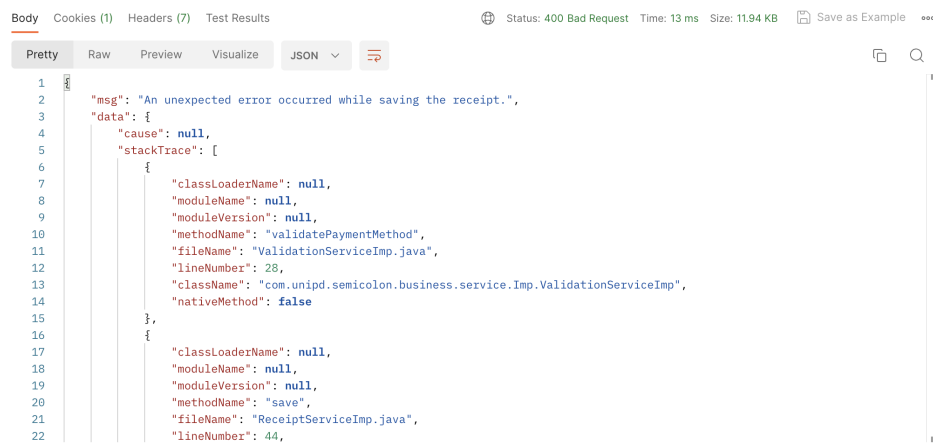 Body Cookies (1) Headers (7) Test Results Status: 400 Bad Request Time: 13 ms Size: 11.94 KB Save as Example
Pretty Raw Preview Visualize JSON
1 {
2 "msg": "An unexpected error occurred while saving the receipt.",
3 "data": {
4 "cause": null,
5 "stackTrace": [
6 {
7 "classLoaderName": null,
8 "moduleName": null,
9 "moduleVersion": null,
10 "methodName": "validatePaymentMethod",
11 "fileName": "ValidationServiceImp.java",
12 "lineNumber": 28,
13 "className": "com.unipd.semicolon.business.service.Imp.ValidationServiceImp",
14 "nativeMethod": false
15 },
16 {
17 "classLoaderName": null,
18 "moduleName": null,
19 "moduleVersion": null,
20 "methodName": "save",
21 "fileName": "ReceiptServiceImp.java",
22 "lineNumber": 44,